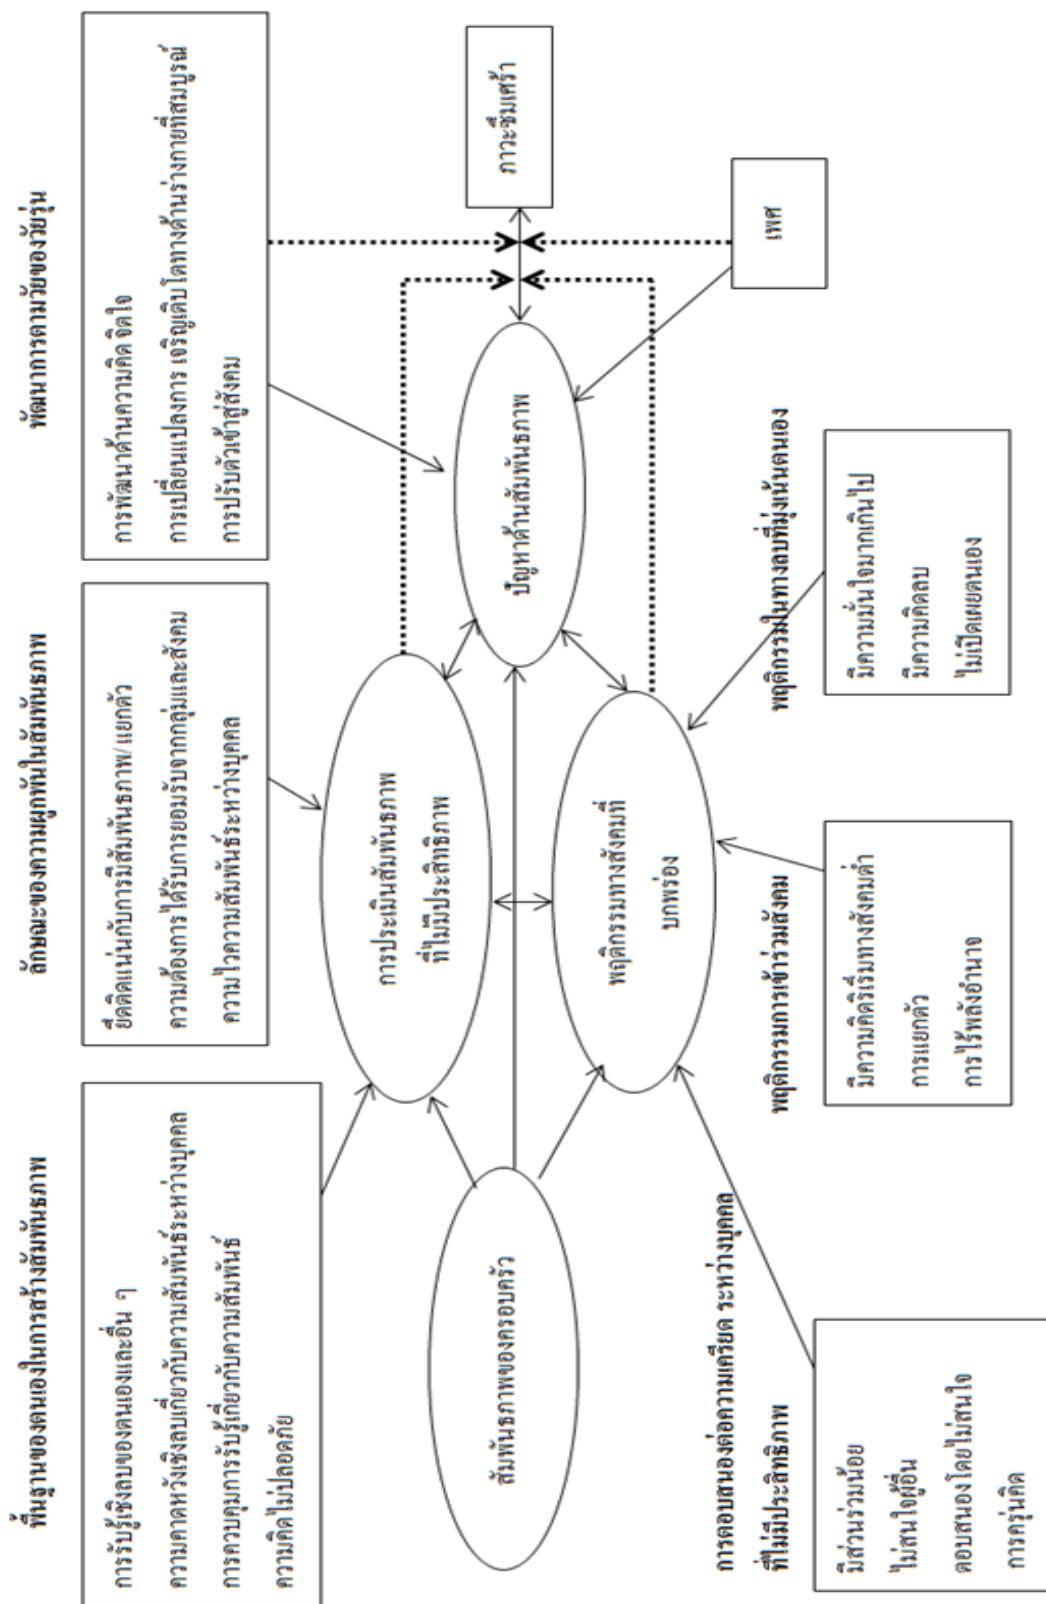 พื้นฐานของตนเองในการสร้างสัมพันธภาพ
การรับรู้เชิงลบของตนเองและอื่น ๆ
ความคาดหวังเชิงลบเกี่ยวกับความสัมพันธ์ระหว่างบุคคล
การควบคุมการรับรู้เกี่ยวกับความสัมพันธ์
ความคิดไม่ปลอดภัย
ลักษณะของความผูกพันในสัมพันธภาพ
ยึดติดแน่นกับการมีสัมพันธภาพ/แยกตัว
ความต้องการได้รับการยอมรับจากกลุ่มและสังคม
ความไวความสัมพันธ์ระหว่างบุคคล
พัฒนาการตามวัยของวัยรุ่น
การพัฒนาด้านความคิด จิตใจ
การเปลี่ยนแปลงการ เจริญเติบโตทางด้านร่างกายที่สมบูรณ์
การปรับตัวเข้าสู่สังคม
สัมพันธภาพของครอบครัว
การประเมินสัมพันธภาพ
ที่ไม่มีประสิทธิภาพ
พฤติกรรมทางสังคมที่
บกพร่อง
ปัญหาด้านสัมพันธภาพ
ภาวะซึมเศร้า
เพศ
การตอบสนองต่อความเครียด ระหว่างบุคคล
ที่ไม่มีประสิทธิภาพ
มีส่วนร่วมน้อย
ไม่สนใจผู้อื่น
ตอบสนองโดยไม่สนใจ
การครุ่นคิด
พฤติกรรมการเข้าร่วมสังคม
มีความคิดริเริ่มทางสังคมต่ำ
การแยกตัว
การไร้พลังอำนาจ
พฤติกรรมในทางลบที่มุ่งเน้นตนเอง
มีความมั่นใจมากเกินไป
มีความคิดลบ
ไม่เปิดเผยตนเอง